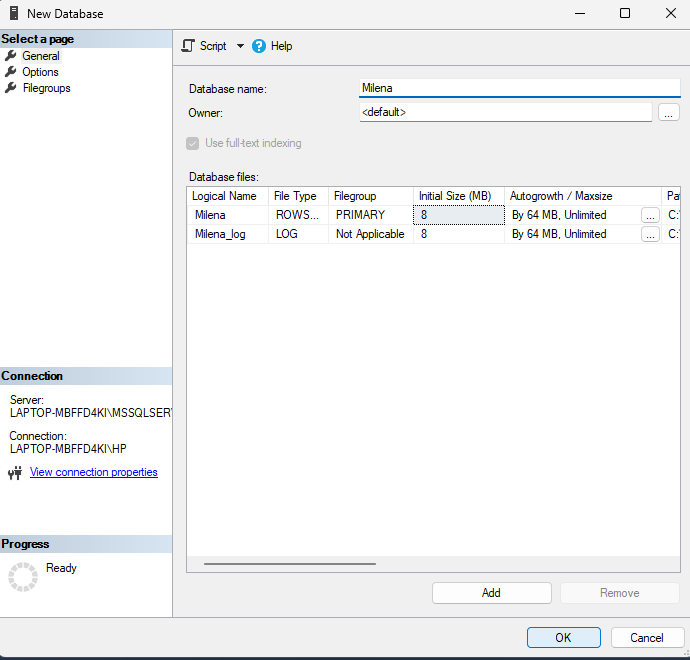 New Database
Select a page
General
Options
Filegroups
Script
Help
Database name:
Milena
Owner:
<default>
...
Use full-text indexing
Database files:
Logical Name File Type Filegroup Initial Size (MB) Autogrowth / Maxsize Pa
Milena ROWS... PRIMARY 8 By 64 MB, Unlimited ... C:\
Milena_log LOG Not Applicable 8 By 64 MB, Unlimited ... C:\
Connection
Server:
LAPTOP-MBFFD4KI\MSSQLSER
Connection:
LAPTOP-MBFFD4KI\HP
View connection properties
Progress
Ready
Add
Remove
OK
Cancel